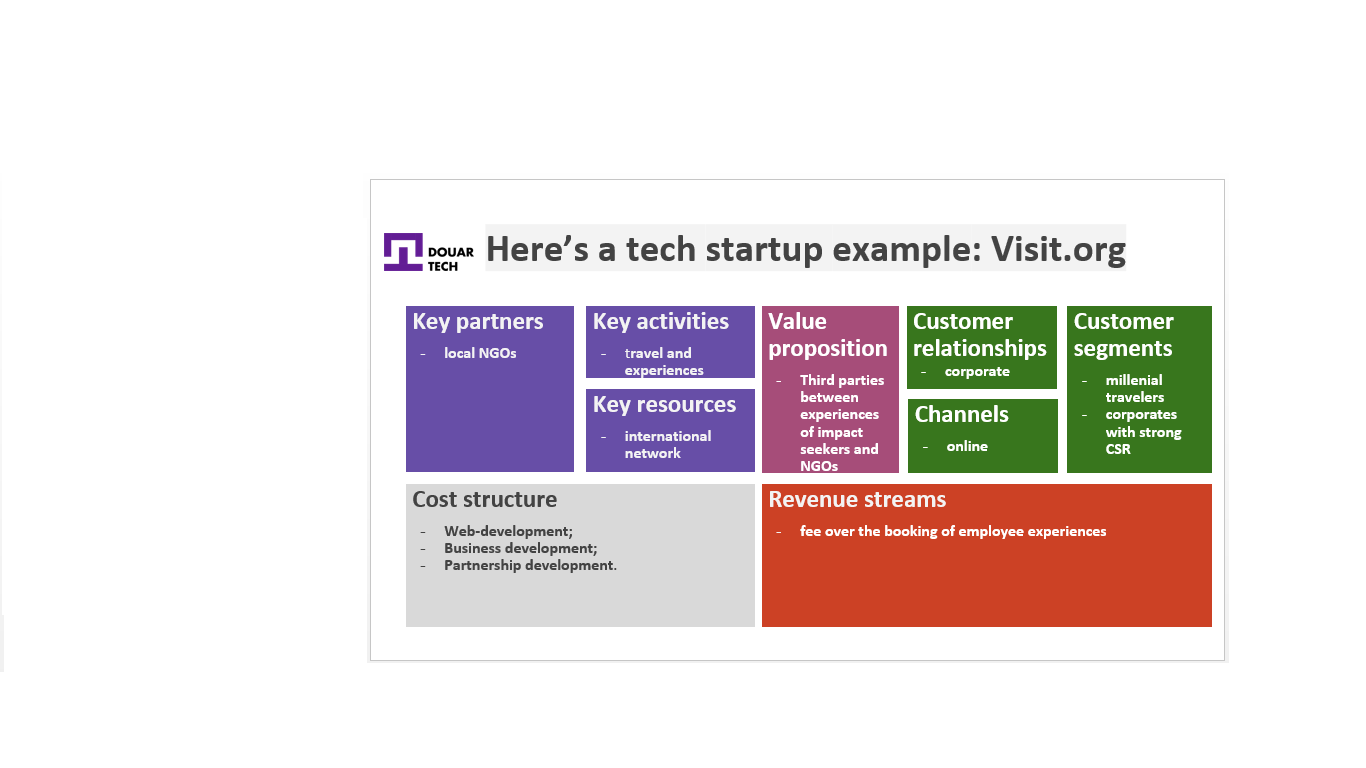 DOUAR
TECH
Here’s a tech startup example: Visit.org
Key partners
- local NGOs
Key activities
- travel and
experiences
Key resources
- international
network
Value
proposition
- Third parties
between
experiences
of impact
seekers and
NGOs
Customer
relationships
- corporate
Channels
- online
Customer
segments
- millenial
travelers
- corporates
with strong
CSR
Cost structure
- Web-development;
- Business development;
- Partnership development.
Revenue streams
- fee over the booking of employee experiences